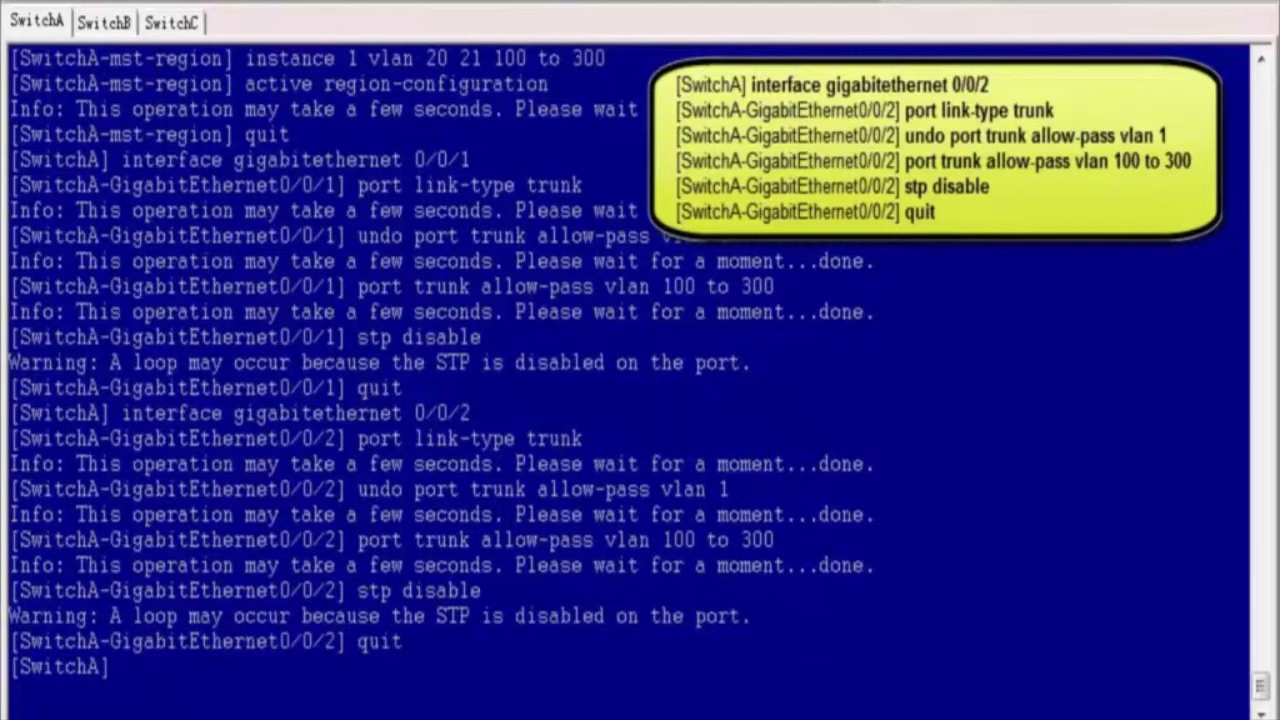 SwitchA SwitchB SwitchC
[SwitchA-mst-region] instance 1 vlan 20 21 100 to 300
[SwitchA-mst-region] active region-configuration
Info: This operation may take a few seconds. Please wait
[SwitchA-mst-region] quit
[SwitchA] interface gigabitethernet 0/0/1
[SwitchA-GigabitEthernet0/0/1] port link-type trunk
Info: This operation may take a few seconds. Please wait
[SwitchA-GigabitEthernet0/0/1] undo port trunk allow-pass
Info: This operation may take a few seconds. Please wait for a moment...done.
[SwitchA-GigabitEthernet0/0/1] port trunk allow-pass vlan 100 to 300
Info: This operation may take a few seconds. Please wait for a moment...done.
[SwitchA-GigabitEthernet0/0/1] stp disable
Warning: A loop may occur because the STP is disabled on the port.
[SwitchA-GigabitEthernet0/0/1] quit
[SwitchA] interface gigabitethernet 0/0/2
[SwitchA-GigabitEthernet0/0/2] port link-type trunk
Info: This operation may take a few seconds. Please wait for a moment...done.
[SwitchA-GigabitEthernet0/0/2] undo port trunk allow-pass vlan 1
Info: This operation may take a few seconds. Please wait for a moment...done.
[SwitchA-GigabitEthernet0/0/2] port trunk allow-pass vlan 100 to 300
Info: This operation may take a few seconds. Please wait for a moment...done.
[SwitchA-GigabitEthernet0/0/2] stp disable
Warning: A loop may occur because the STP is disabled on the port.
[SwitchA-GigabitEthernet0/0/2] quit
[SwitchA]
[SwitchA] interface gigabitethernet 0/0/2
[SwitchA-GigabitEthernet0/0/2] port link-type trunk
[SwitchA-GigabitEthernet0/0/2] undo port trunk allow-pass vlan 1
[SwitchA-GigabitEthernet0/0/2] port trunk allow-pass vlan 100 to 300
[SwitchA-GigabitEthernet0/0/2] stp disable
[SwitchA-GigabitEthernet0/0/2] quit